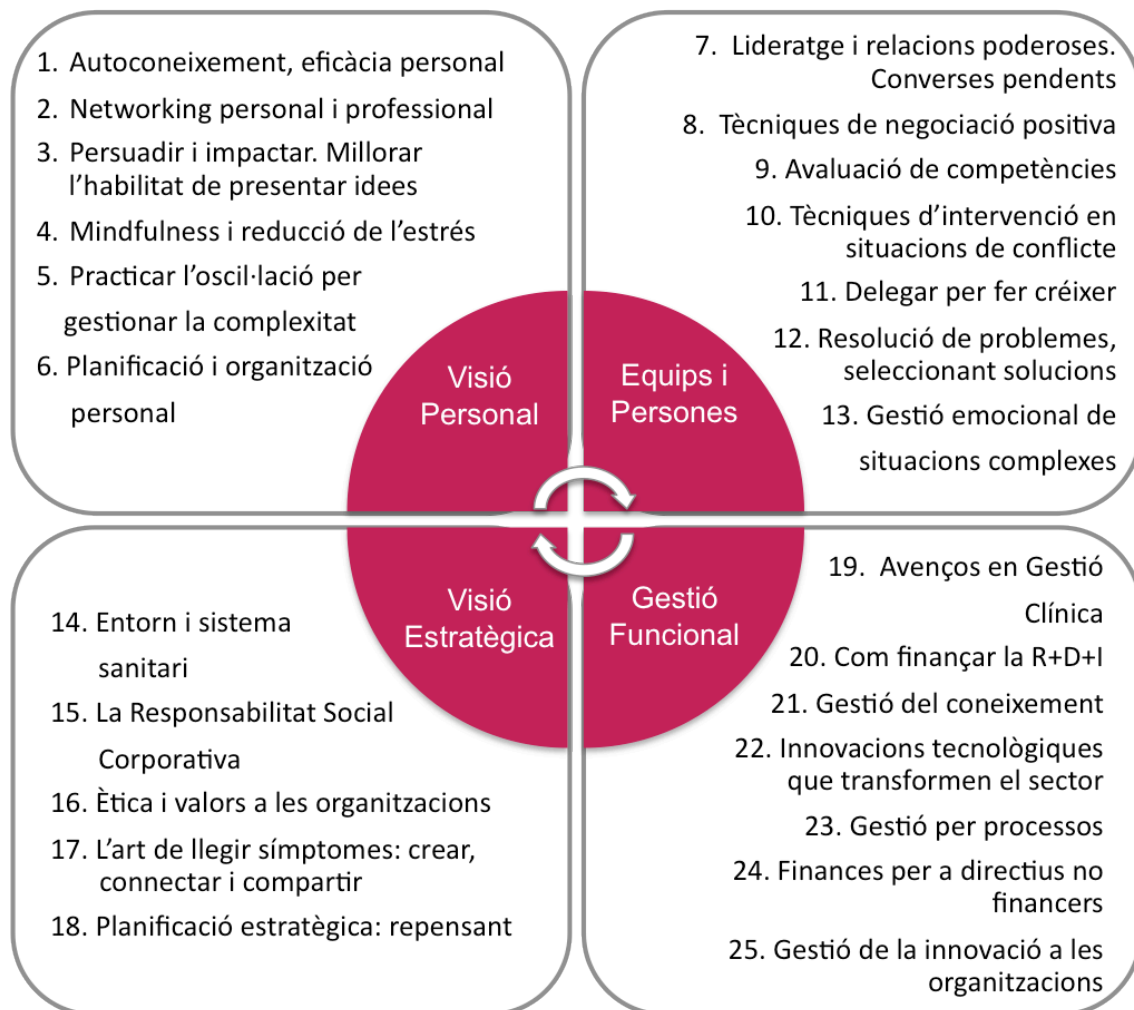 1. Autoconeixement, eficàcia personal
2. Networking personal i professional
3. Persuadir i impactar. Millorar
l’habilitat de presentar idees
4. Mindfulness i reducció de l’estrés
5. Practicar l’oscil·lació per
gestionar la complexitat
6. Planificació i organització
personal
Visió
Personal
7. Lideratge i relacions poderoses.
Converses pendents
8. Tècniques de negociació positiva
9. Avaluació de competències
10. Tècniques d’intervenció en
situacions de conflicte
11. Delegar per fer créixer
12. Resolució de problemes,
seleccionant solucions
13. Gestió emocional de
situacions complexes
Equips i
Persones
14. Entorn i sistema
sanitari
15. La Responsabilitat Social
Corporativa
16. Ètica i valors a les organitzacions
17. L’art de llegir símptomes: crear,
connectar i compartir
18. Planificació estratègica: repensant
Visió
Estratègica
19. Avenços en Gestió
Clínica
20. Com finançar la R+D+I
21. Gestió del coneixement
22. Innovacions tecnològiques
que transformen el sector
23. Gestió per processos
24. Finances per a directius no
financers
25. Gestió de la innovació a les
organitzacions
Gestió
Funcional